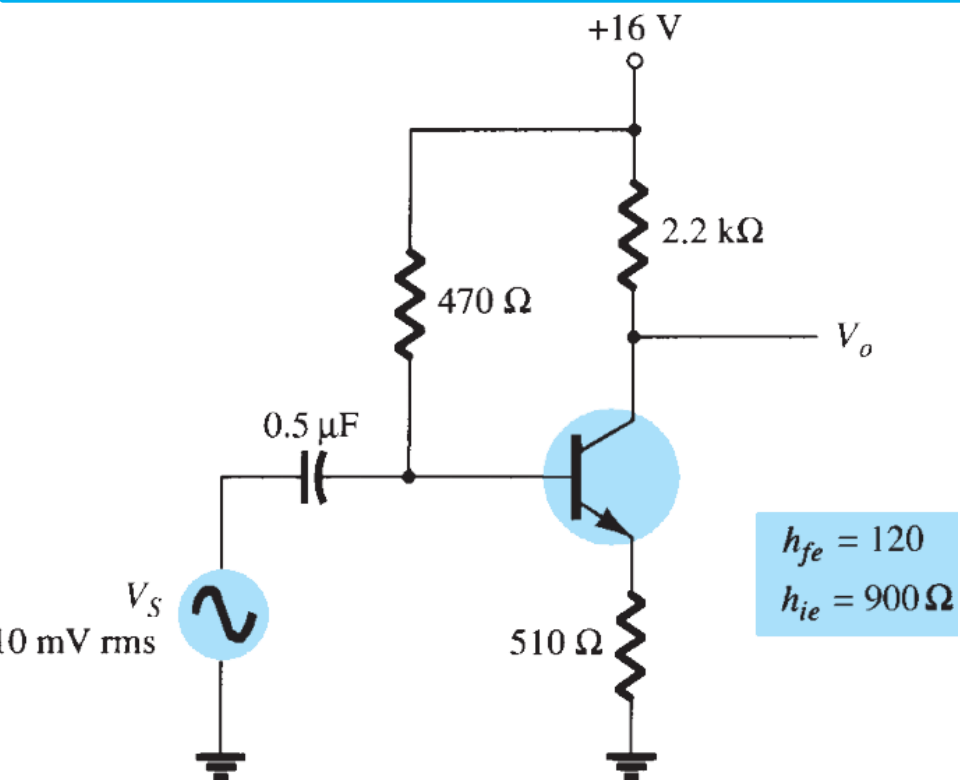 +16 V
2.2 kΩ
470 Ω
V_o
0.5 μF
h_fe = 120
h_ie = 900 Ω
V_S
10 mV rms
510 Ω